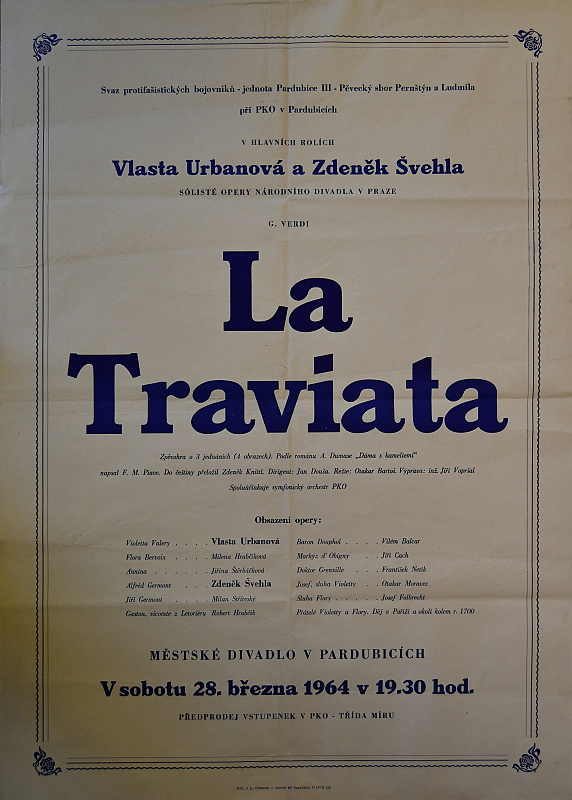 Svaz protifašistických bojovníků - jednota Pardubice III - Pěvecký sbor Pernštýn a Ludmila
při PKO v Pardubicích
V HLAVNÍCH ROLÍCH
Vlasta Urbanová a Zdeněk Švehla
SÓLISTÉ OPERY NÁRODNÍHO DIVADLA V PRAZE
G. VERDI
La
Traviata
Zpěvohra o 3 jednáních (4 obrazech). Podle románu A. Dumase „Dáma s kameliemi“
napsal F. M. Piave. Do češtiny přeložil Zdeněk Knittl. Dirigent: Jan Douša. Režie: Otakar Bartoš. Výprava: inž. Jiří Vopršal
Spoluúčinkuje symfonický orchestr PKO
Obsazení opery:
Violetta Valery . . . . Vlasta Urbanová
Flora Bervoix . . . . Milena Hrabčíková
Annina . . . . . Jiřina Štěrbáčková
Alfréd Germont . . . . Zdeněk Švehla
Jiří Germont . . . . Milan Stříteský
Gaston, vicomte z Letorièru Robert Hrabčík
Baron Douphol . . . . Vilém Balcar
Markýz d' Obigny . . Jiří Cach
Doktor Grenville . . . František Netík
Josef, sluha Violetty . . Otakar Moravec
Sluha Flory . . . . . Josef Folbrecht
Přátelé Violetty a Flory. Děj v Paříži a okolí kolem r. 1700
MĚSTSKÉ DIVADLO V PARDUBICÍCH
V sobotu 28. března 1964 v 19.30 hod.
PŘEDPRODEJ VSTUPENEK V PKO - TŘÍDA MÍRU